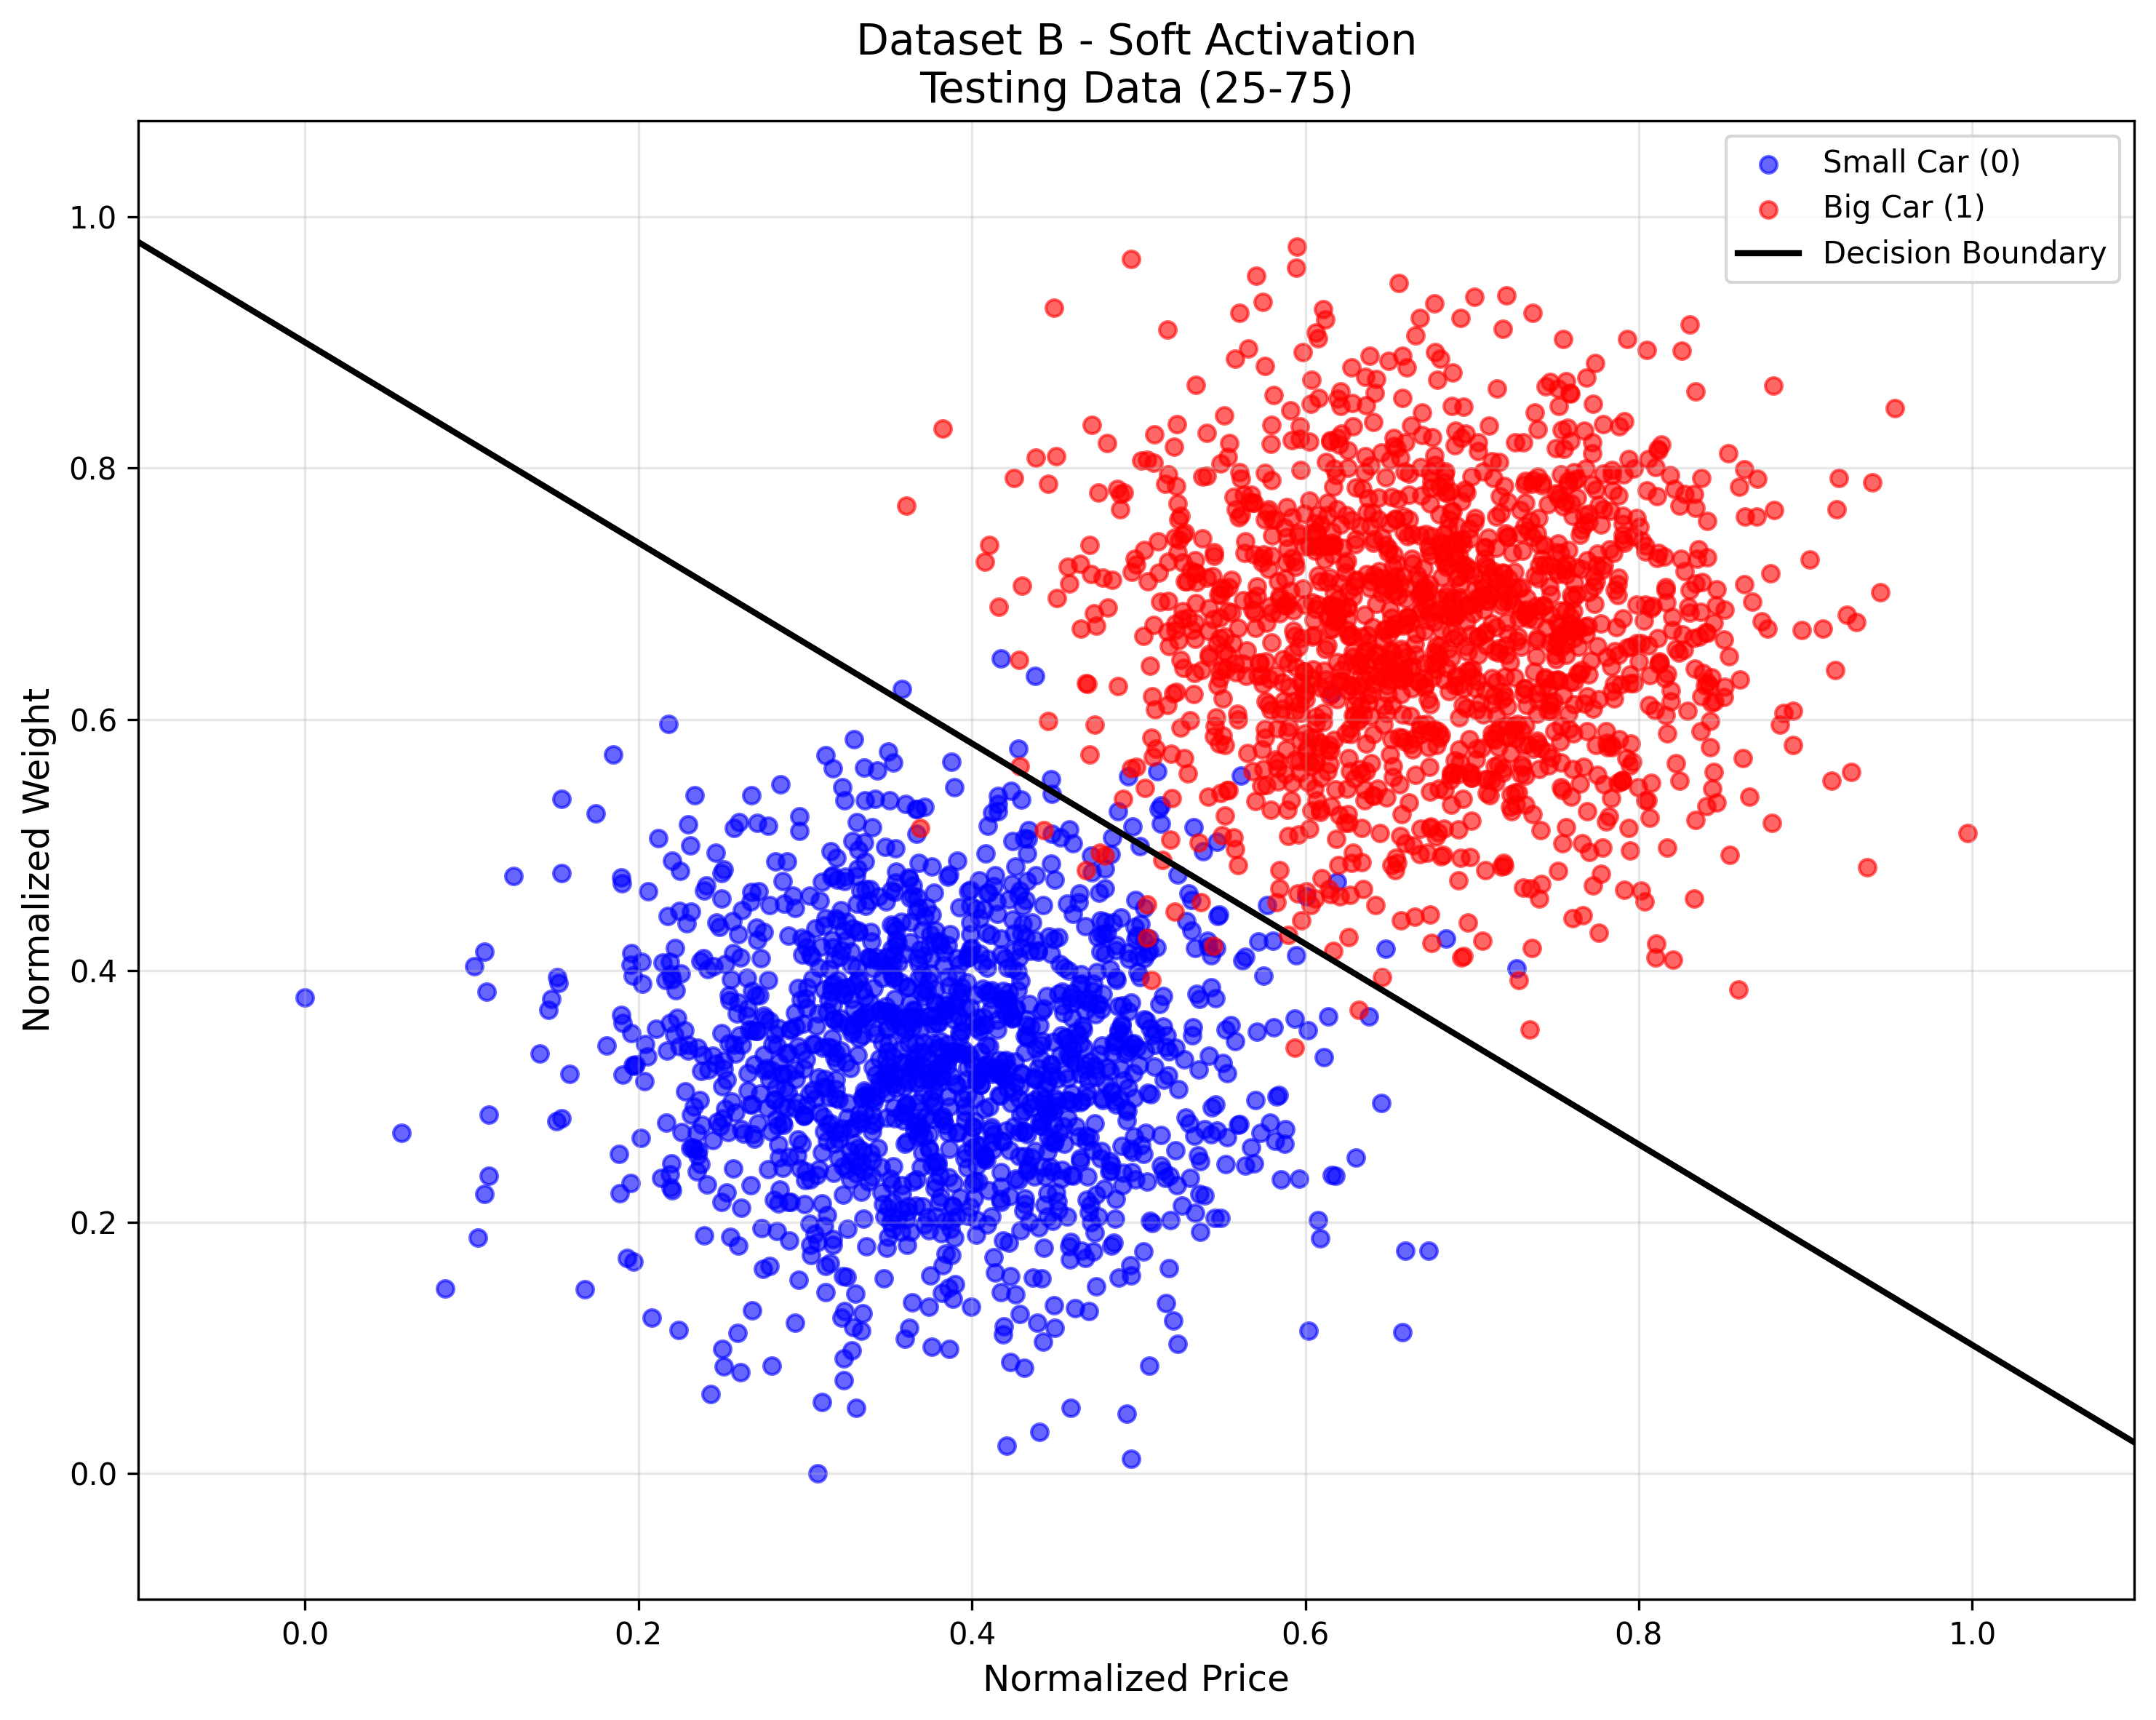 Dataset B - Soft Activation
Testing Data (25-75)
Small Car (0)
Big Car (1)
Decision Boundary
Normalized Weight
1.0
0.8
0.6
0.4
0.2
0.0
0.0 0.2 0.4 0.6 0.8 1.0
Normalized Price